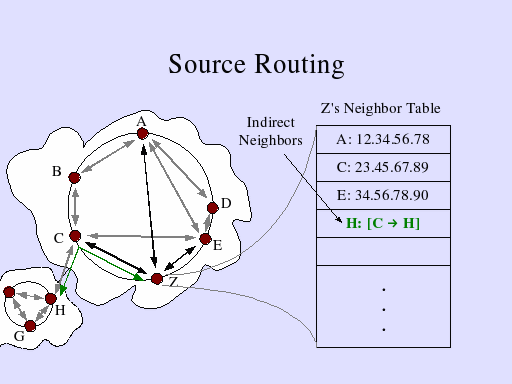 Source Routing
Z's Neighbor Table
Indirect
Neighbors
A: 12.34.56.78
C: 23.45.67.89
E: 34.56.78.90
H: [C → H]
.
.
.
A
B
D
C
E
Z
H
G